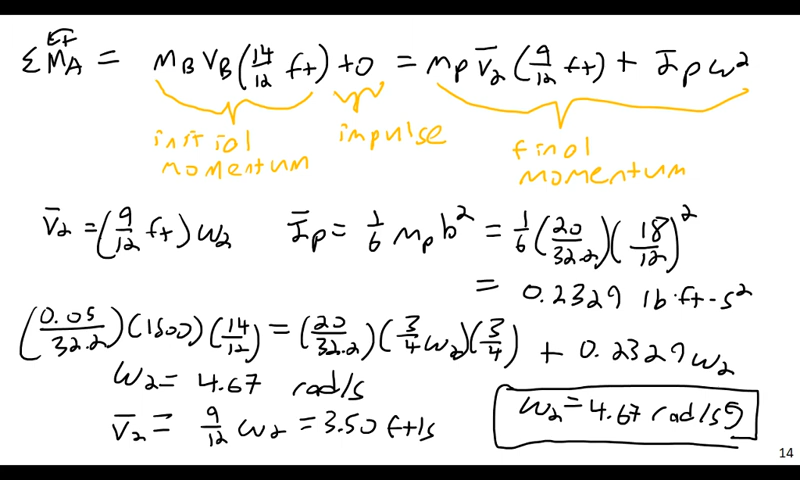 ΣM_A = m_B v_B (14/12 ft) + 0 = m_P v̄_2 (9/12 ft) + Ī_P ω_2
initial momentum impulse final momentum
v̄_2 = (9/12 ft) ω_2 Ī_P = 1/6 m_P b^2 = 1/6 (20/32.2)(18/12)^2
= 0.2329 lb·ft-s^2
(0.05/32.2)(1500)(14/12) = (20/32.2)(3/4 ω_2)(3/4) + 0.2329 ω_2
ω_2 = 4.67 rad/s
v̄_2 = 9/12 ω_2 = 3.50 ft/s
ω_2 = 4.67 rad/s ↺
14